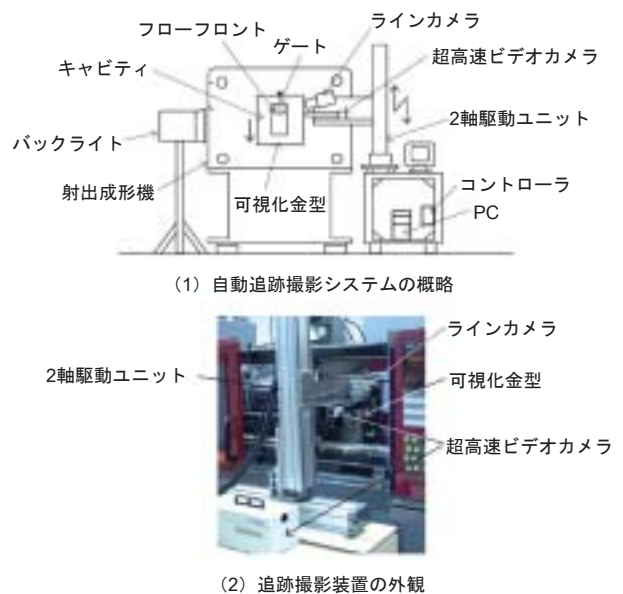 フローフロント
ゲート
ラインカメラ
キャビティ
超高速ビデオカメラ
2軸駆動ユニット
バックライト
コントローラ
射出成形機
可視化金型
PC
（1）自動追跡撮影システムの概略
ラインカメラ
2軸駆動ユニット
可視化金型
超高速ビデオカメラ
（2）追跡撮影装置の外観